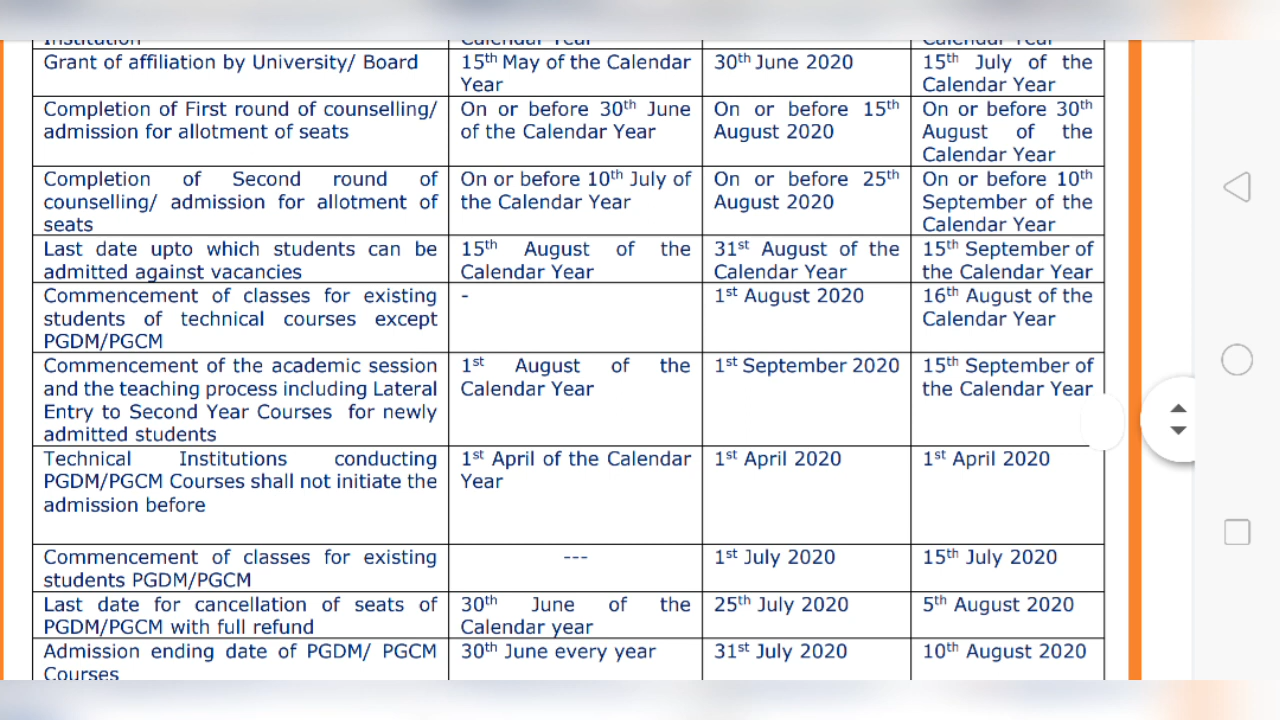 Institution Calendar Year Calendar Year
Grant of affiliation by University/ Board 15th May of the Calendar 30th June 2020 15th July of the
Year Calendar Year
Completion of First round of counselling/ On or before 30th June On or before 15th On or before 30th
admission for allotment of seats of the Calendar Year August 2020 August of the
Calendar Year
Completion of Second round of On or before 10th July of On or before 25th On or before 10th
counselling/ admission for allotment of the Calendar Year August 2020 September of the
seats Calendar Year
Last date upto which students can be 15th August of the 31st August of the 15th September of
admitted against vacancies Calendar Year Calendar Year the Calendar Year
Commencement of classes for existing - 1st August 2020 16th August of the
students of technical courses except Calendar Year
PGDM/PGCM
Commencement of the academic session 1st August of the 1st September 2020 15th September of
and the teaching process including Lateral Calendar Year the Calendar Year
Entry to Second Year Courses for newly
admitted students
Technical Institutions conducting 1st April of the Calendar 1st April 2020 1st April 2020
PGDM/PGCM Courses shall not initiate the Year
admission before
Commencement of classes for existing --- 1st July 2020 15th July 2020
students PGDM/PGCM
Last date for cancellation of seats of 30th June of the 25th July 2020 5th August 2020
PGDM/PGCM with full refund Calendar year
Admission ending date of PGDM/ PGCM 30th June every year 31st July 2020 10th August 2020
Courses